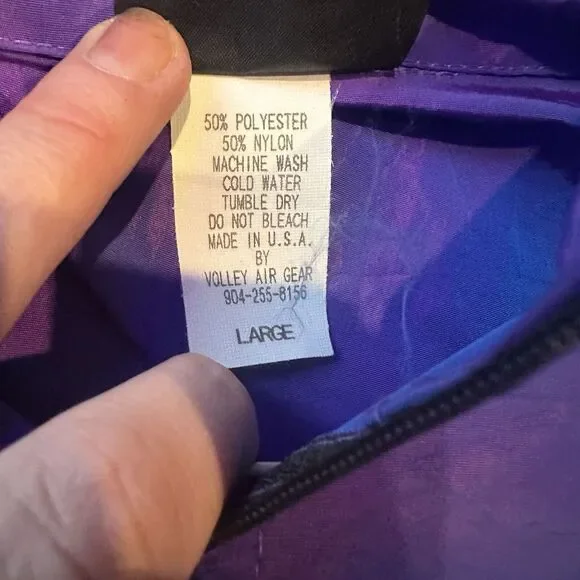 50% POLYESTER
50% NYLON
MACHINE WASH
COLD WATER
TUMBLE DRY
DO NOT BLEACH
MADE IN U.S.A.
BY
VOLLEY AIR GEAR
904-255-8156
LARGE